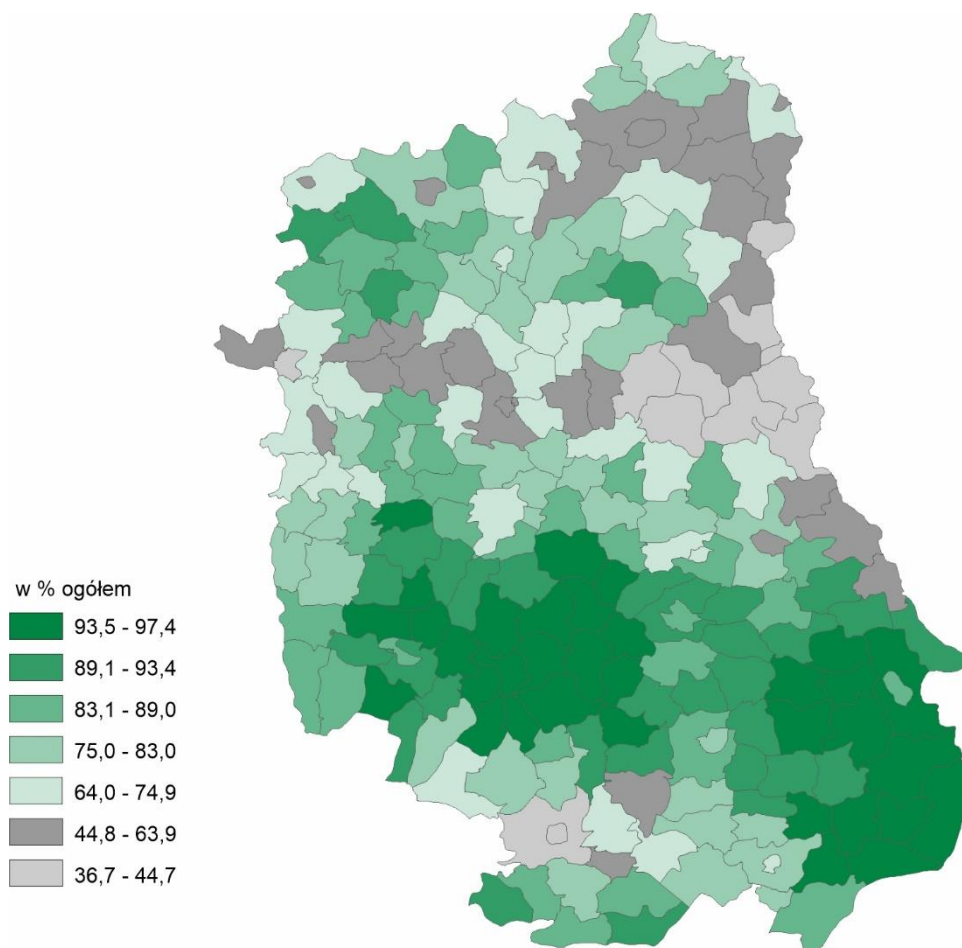 w % ogółem
93,5 - 97,4
89,1 - 93,4
83,1 - 89,0
75,0 - 83,0
64,0 - 74,9
44,8 - 63,9
36,7 - 44,7